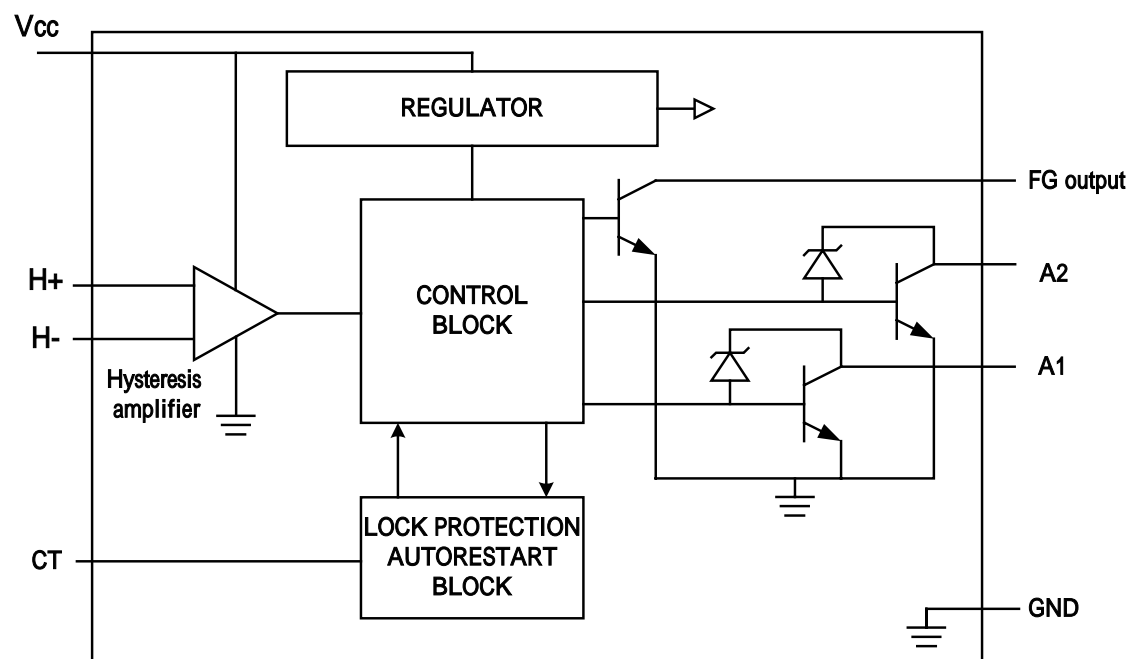 Vcc
REGULATOR
FG output
H+
H-
CONTROL
BLOCK
A2
A1
Hysteresis
amplifier
LOCK PROTECTION
AUTORESTART
BLOCK
CT
GND